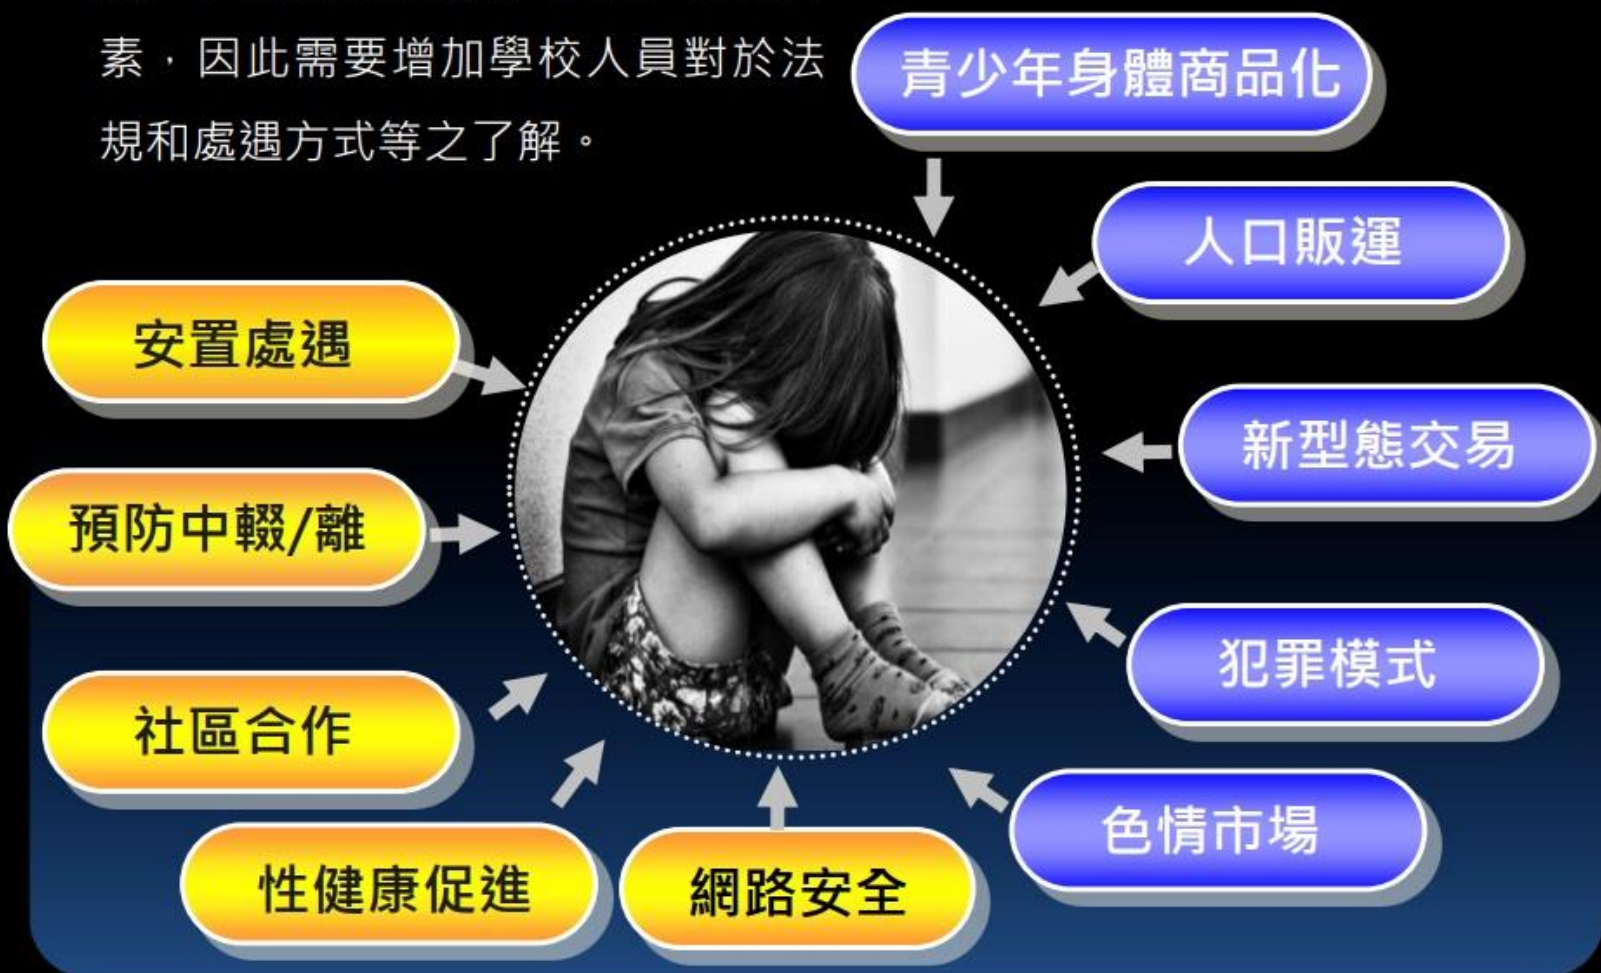 素，因此需要增加學校人員對於法
規和處遇方式等之了解。
青少年身體商品化
人口販運
安置處遇
新型態交易
預防中輟/離
犯罪模式
社區合作
色情市場
性健康促進
網路安全